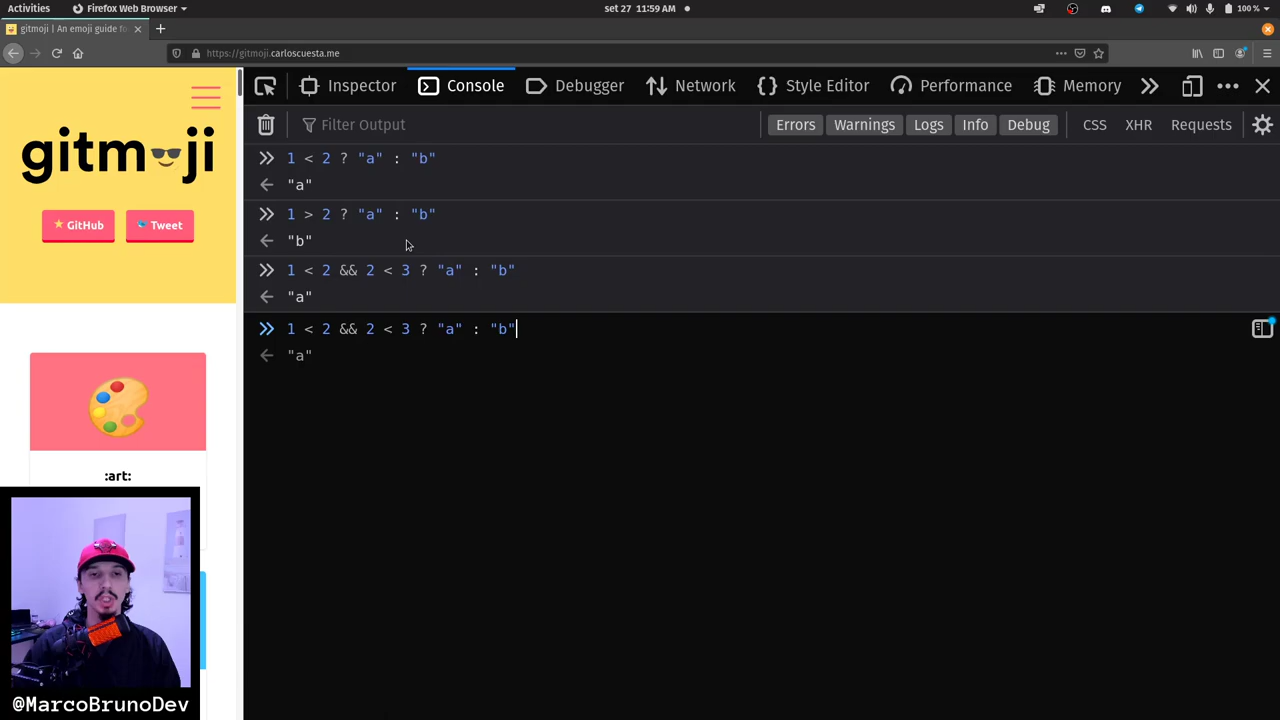 Activities
Firefox Web Browser
set 27 11:59 AM
100 %
gitmoji | An emoji guide fo
https://gitmoji.carloscuesta.me
gitmoji
GitHub
Tweet
:art:
Inspector
Console
Debugger
Network
Style Editor
Performance
Memory
Filter Output
Errors
Warnings
Logs
Info
Debug
CSS
XHR
Requests
1 < 2 ? "a" : "b"
"a"
1 > 2 ? "a" : "b"
"b"
1 < 2 && 2 < 3 ? "a" : "b"
"a"
1 < 2 && 2 < 3 ? "a" : "b"
"a"
@MarcoBrunoDev